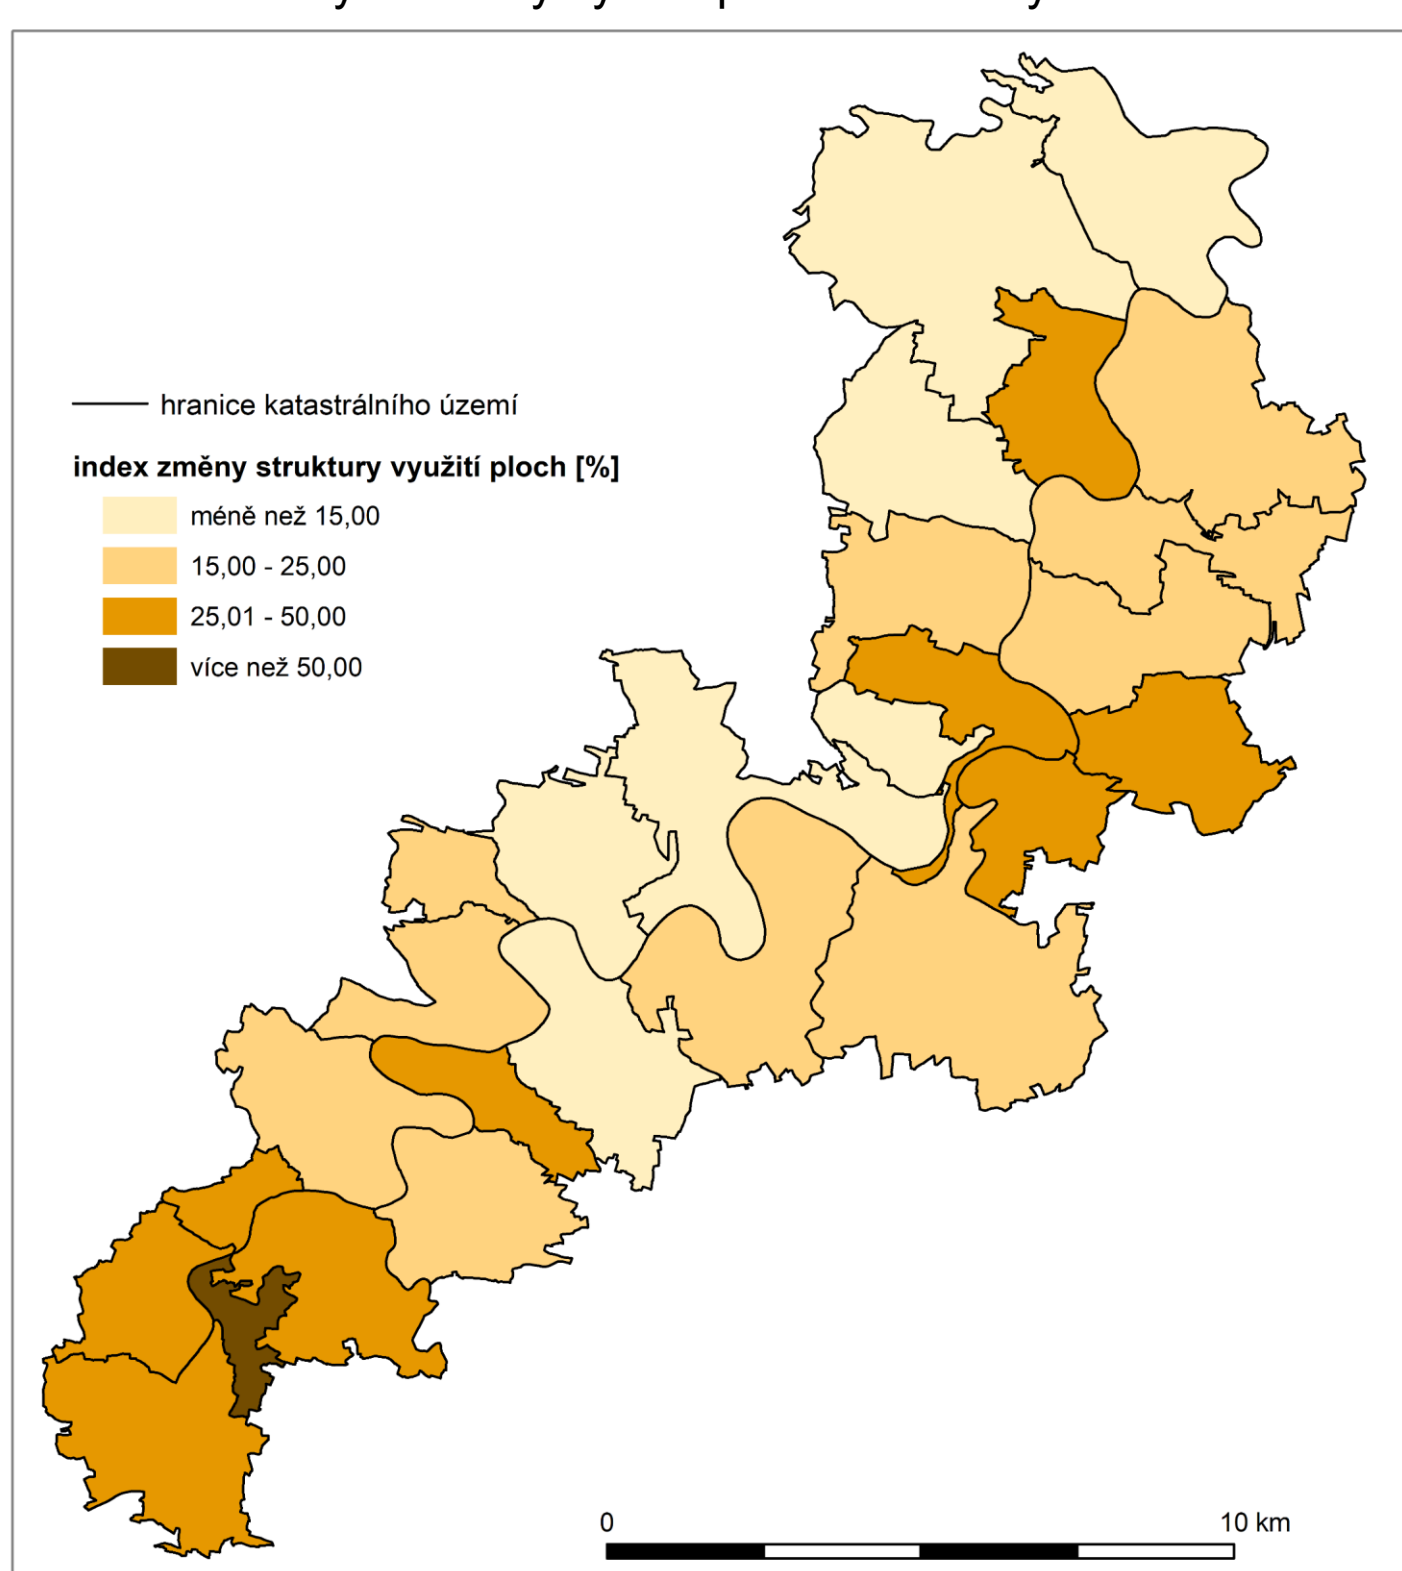 hranice katastrálního území
index změny struktury využití ploch [%]
méně než 15,00
15,00 - 25,00
25,01 - 50,00
více než 50,00
0 10 km